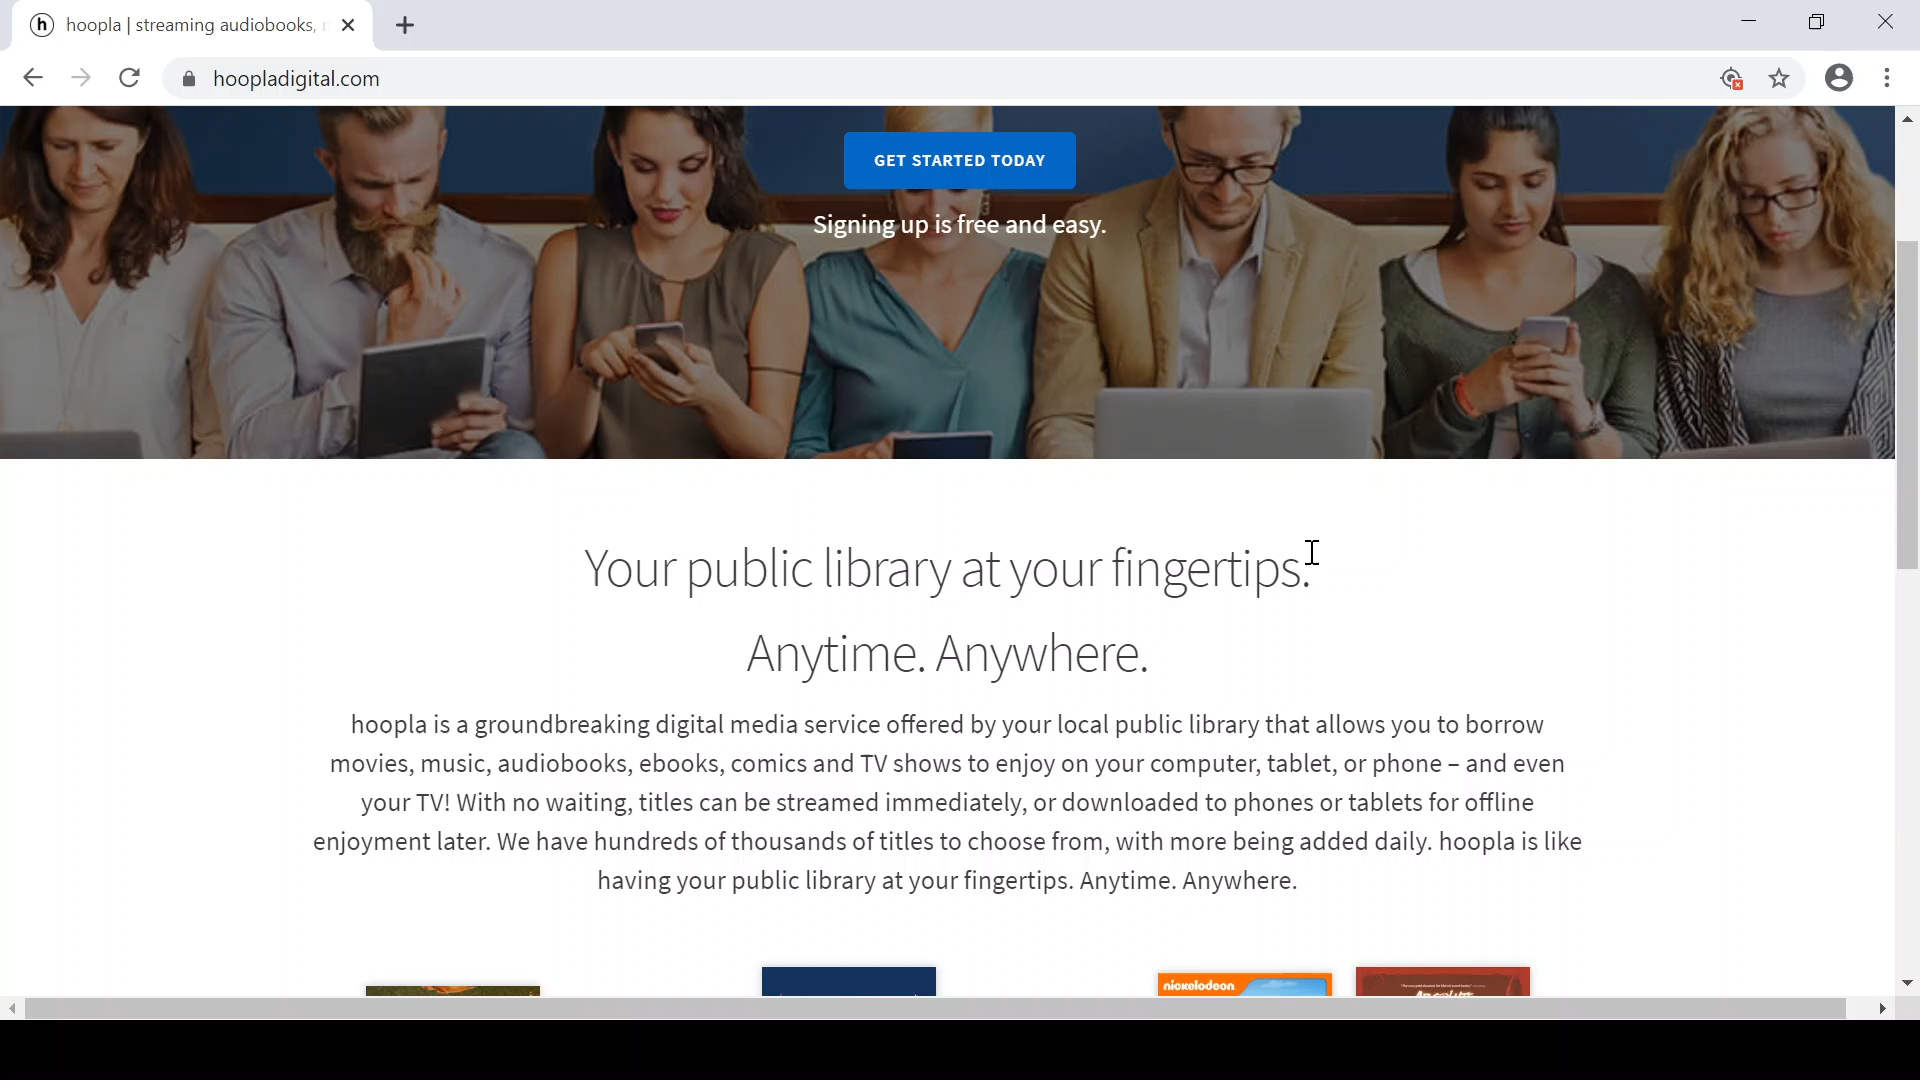 hoopla | streaming audiobooks,
hoopladigital.com
GET STARTED TODAY
Signing up is free and easy.
Your public library at your fingertips.
Anytime. Anywhere.
hoopla is a groundbreaking digital media service offered by your local public library that allows you to borrow
movies, music, audiobooks, ebooks, comics and TV shows to enjoy on your computer, tablet, or phone – and even
your TV! With no waiting, titles can be streamed immediately, or downloaded to phones or tablets for offline
enjoyment later. We have hundreds of thousands of titles to choose from, with more being added daily. hoopla is like
having your public library at your fingertips. Anytime. Anywhere.
nickelodeon